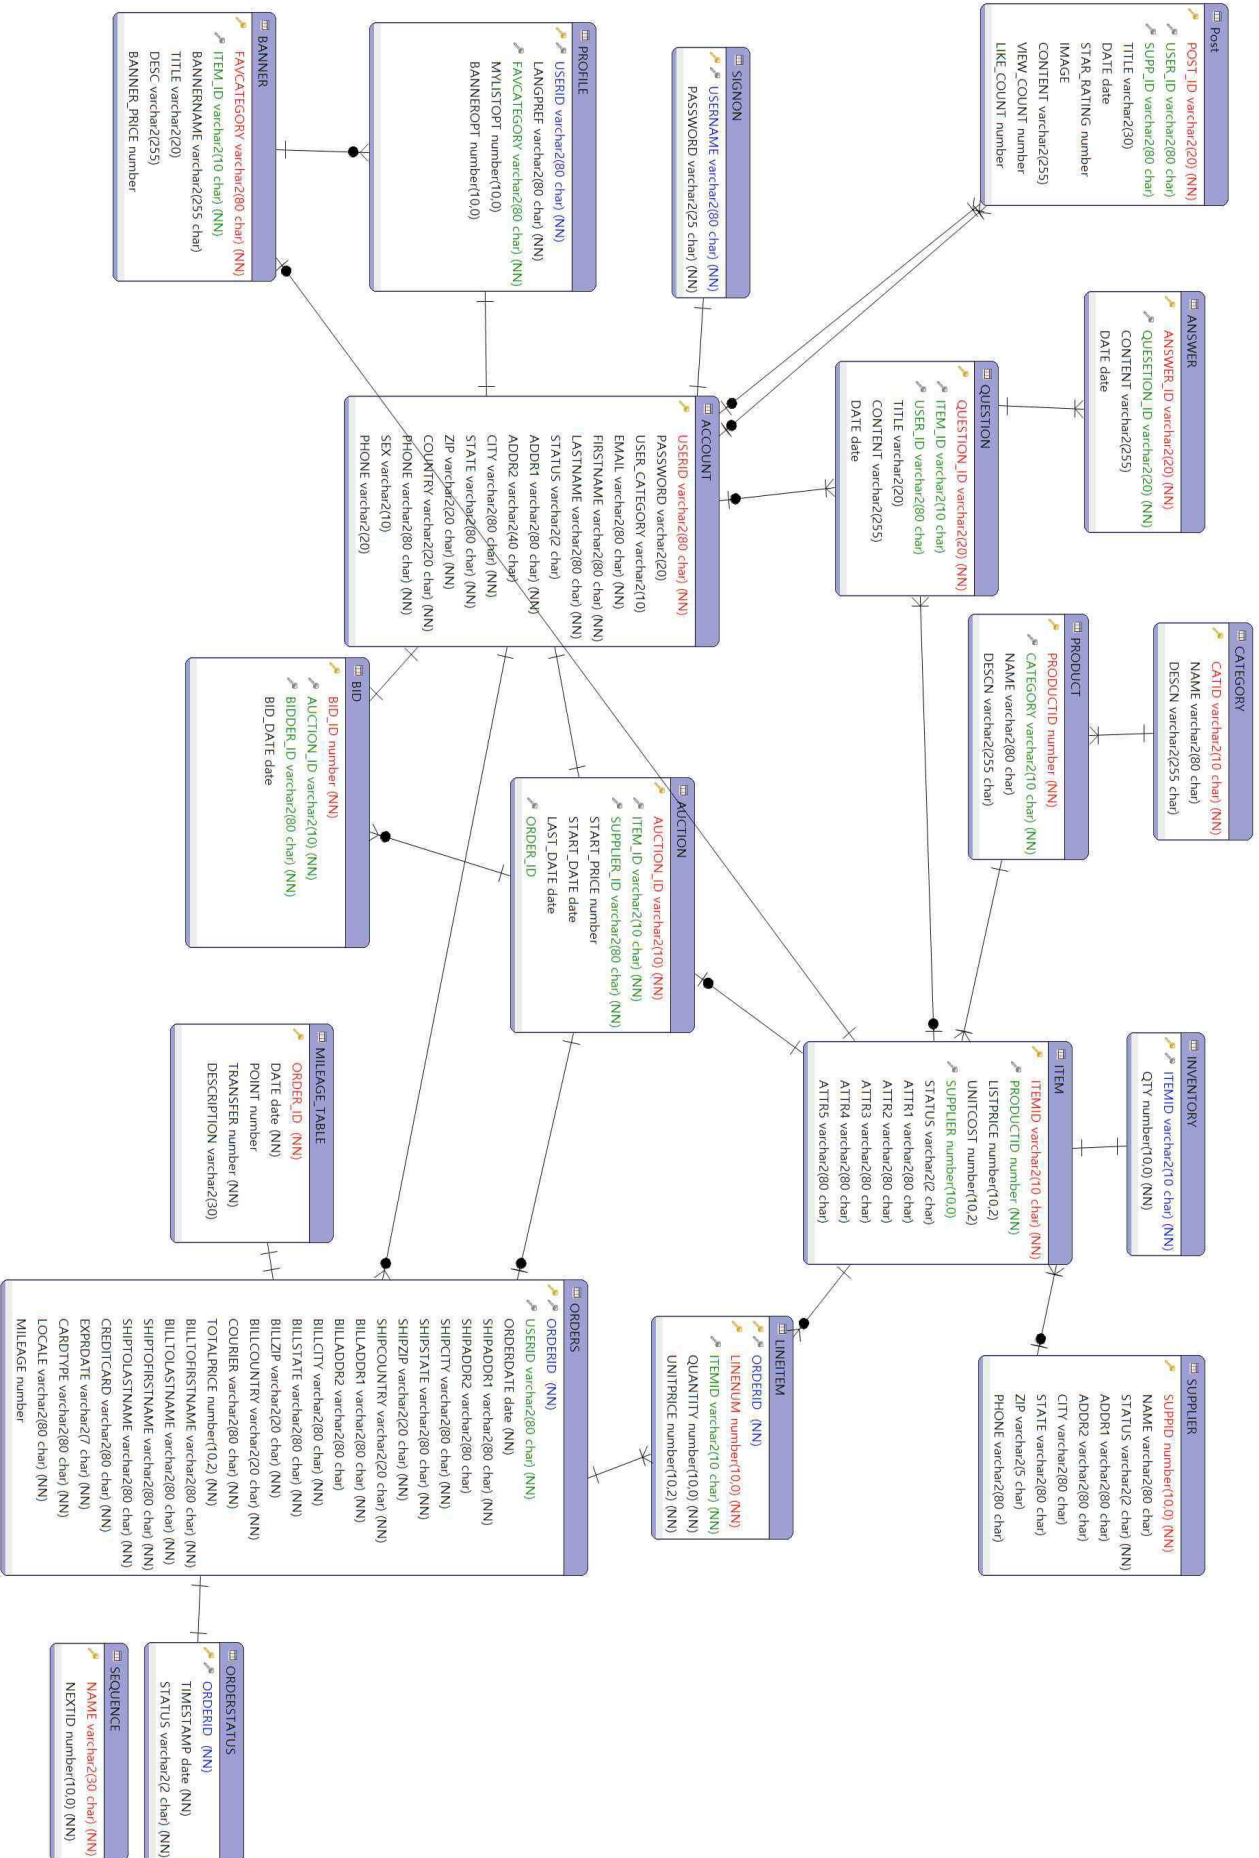 Post
POST_ID varchar2(20) (NN)
USER_ID varchar2(80 char)
SUPP_ID varchar2(80 char)
TITLE varchar2(30)
DATE date
STAR_RATING number
IMAGE
CONTENT varchar2(255)
VIEW_COUNT number
LIKE_COUNT number
SIGNON
USERNAME varchar2(80 char) (NN)
PASSWORD varchar2(25 char) (NN)
PROFILE
USERID varchar2(80 char) (NN)
LANGPREF varchar2(80 char) (NN)
FAVCATEGORY varchar2(80 char) (NN)
MYLISTOPT number(10,0)
BANNEROPT number(10,0)
BANNER
FAVCATEGORY varchar2(80 char) (NN)
ITEM_ID varchar2(10 char) (NN)
BANNERNAME varchar2(255 char)
TITLE varchar2(20)
DESC varchar2(255)
BANNER_PRICE number
ANSWER
ANSWER_ID varchar2(20) (NN)
QUESETION_ID varchar2(20) (NN)
CONTENT varchar2(255)
DATE date
QUESTION
QUESTION_ID varchar2(20) (NN)
ITEM_ID varchar2(10 char)
USER_ID varchar2(80 char)
TITLE varchar2(20)
CONTENT varchar2(255)
DATE date
ACCOUNT
USERID varchar2(80 char) (NN)
PASSWORD varchar2(20)
USER_CATEGORY varchar2(10)
EMAIL varchar2(80 char) (NN)
FIRSTNAME varchar2(80 char) (NN)
LASTNAME varchar2(80 char) (NN)
STATUS varchar2(2 char)
ADDR1 varchar2(80 char) (NN)
ADDR2 varchar2(40 char)
CITY varchar2(80 char) (NN)
STATE varchar2(80 char) (NN)
ZIP varchar2(20 char) (NN)
COUNTRY varchar2(20 char) (NN)
PHONE varchar2(80 char) (NN)
SEX varchar2(10)
PHONE varchar2(20)
CATEGORY
CATID varchar2(10 char) (NN)
NAME varchar2(80 char)
DESCN varchar2(255 char)
PRODUCT
PRODUCTID number (NN)
CATEGORY varchar2(10 char) (NN)
NAME varchar2(80 char)
DESCN varchar2(255 char)
AUCTION
AUCTION_ID varchar2(10) (NN)
ITEM_ID varchar2(10 char) (NN)
SUPPLIER_ID varchar2(80 char) (NN)
START_PRICE number
START_DATE date
LAST_DATE date
ORDER_ID
BID
BID_ID number (NN)
AUCTION_ID varchar2(10) (NN)
BIDDER_ID varchar2(80 char) (NN)
BID_DATE date
INVENTORY
ITEMID varchar2(10 char) (NN)
QTY number(10,0) (NN)
ITEM
ITEMID varchar2(10 char) (NN)
PRODUCTID number (NN)
LISTPRICE number(10,2)
UNITCOST number(10,2)
SUPPLIER number(10,0)
STATUS varchar2(2 char)
ATTR1 varchar2(80 char)
ATTR2 varchar2(80 char)
ATTR3 varchar2(80 char)
ATTR4 varchar2(80 char)
ATTR5 varchar2(80 char)
MILEAGE_TABLE
ORDER_ID (NN)
DATE date (NN)
POINT number
TRANSFER number (NN)
DESCRIPTION varchar2(30)
SUPPLIER
SUPPID number(10,0) (NN)
NAME varchar2(80 char)
STATUS varchar2(2 char) (NN)
ADDR1 varchar2(80 char)
ADDR2 varchar2(80 char)
CITY varchar2(80 char)
STATE varchar2(80 char)
ZIP varchar2(5 char)
PHONE varchar2(80 char)
LINEITEM
ORDERID (NN)
LINENUM number(10,0) (NN)
ITEMID varchar2(10 char) (NN)
QUANTITY number(10,0) (NN)
UNITPRICE number(10,2) (NN)
ORDERS
ORDERID (NN)
USERID varchar2(80 char) (NN)
ORDERDATE date (NN)
SHIPADDR1 varchar2(80 char) (NN)
SHIPADDR2 varchar2(80 char)
SHIPCITY varchar2(80 char) (NN)
SHIPSTATE varchar2(80 char) (NN)
SHIPZIP varchar2(20 char) (NN)
SHIPCOUNTRY varchar2(20 char) (NN)
BILLADDR1 varchar2(80 char) (NN)
BILLADDR2 varchar2(80 char)
BILLCITY varchar2(80 char) (NN)
BILLSTATE varchar2(80 char) (NN)
BILLZIP varchar2(20 char) (NN)
BILLCOUNTRY varchar2(20 char) (NN)
COURIER varchar2(80 char) (NN)
TOTALPRICE number(10,2) (NN)
BILLTOFIRSTNAME varchar2(80 char) (NN)
BILLTOLASTNAME varchar2(80 char) (NN)
SHIPTOFIRSTNAME varchar2(80 char) (NN)
SHIPTOLASTNAME varchar2(80 char) (NN)
CREDITCARD varchar2(80 char) (NN)
EXPRDATE varchar2(7 char) (NN)
CARDTYPE varchar2(80 char) (NN)
LOCALE varchar2(80 char) (NN)
MILEAGE number
ORDERSTATUS
ORDERID (NN)
TIMESTAMP date (NN)
STATUS varchar2(2 char) (NN)
SEQUENCE
NAME varchar2(30 char) (NN)
NEXTID number(10,0) (NN)